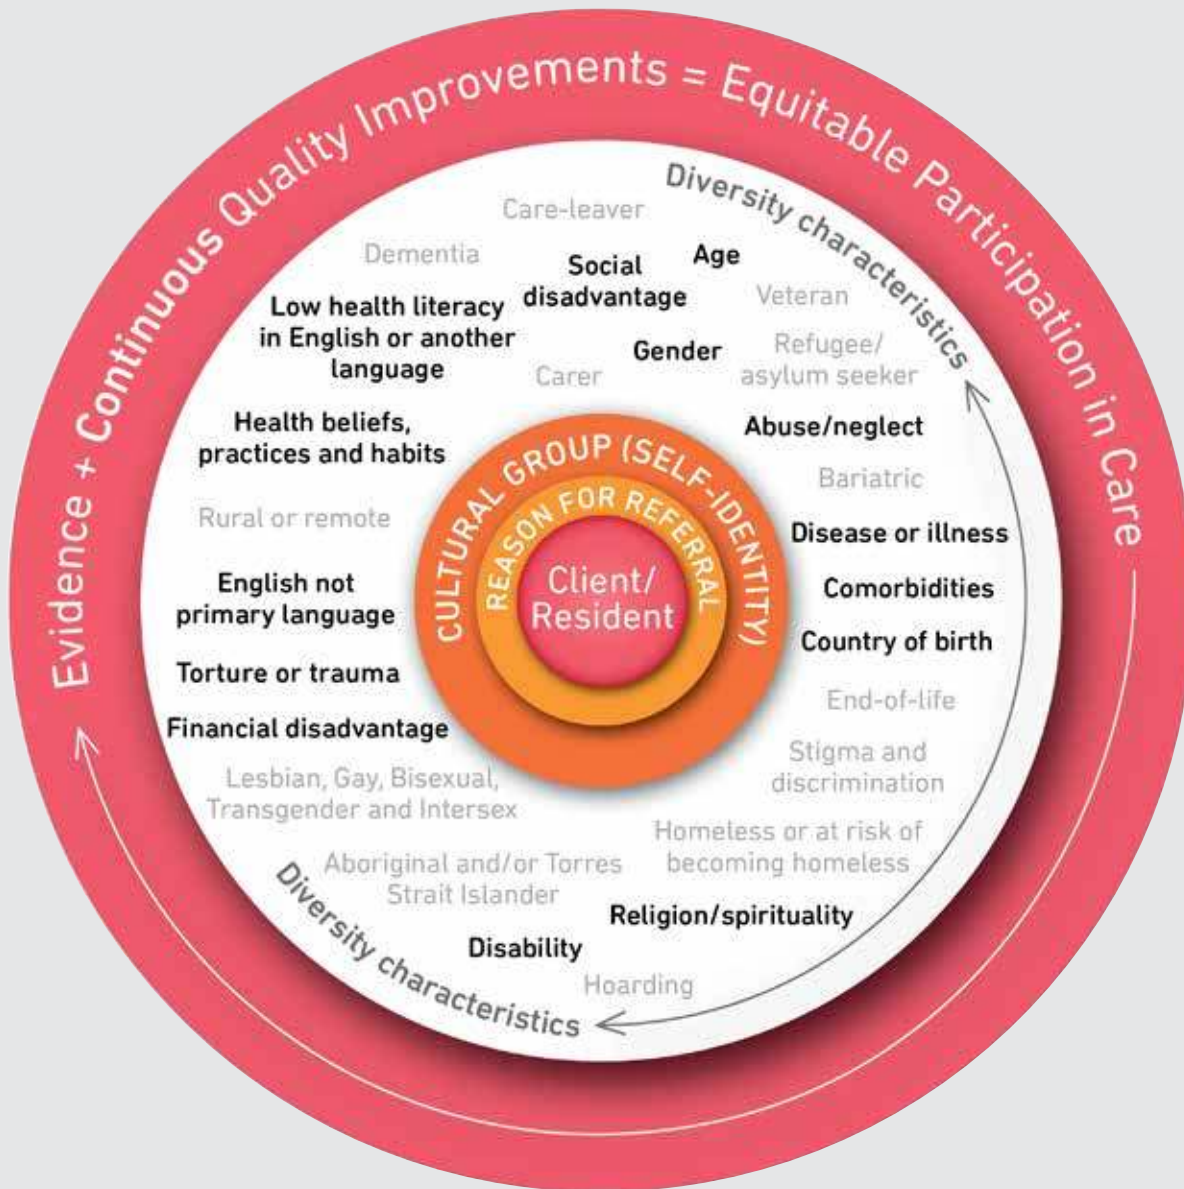 Evidence + Continuous Quality Improvements = Equitable Participation in Care
Diversity characteristics
Care-leaver
Dementia
Social
disadvantage
Age
Veteran
Low health literacy
in English or another
language
Gender
Refugee/
asylum seeker
Carer
Health beliefs,
practices and habits
Abuse/neglect
Bariatric
Rural or remote
Disease or illness
English not
primary language
Comorbidities
Country of birth
Torture or trauma
End-of-life
Financial disadvantage
Stigma and
discrimination
Lesbian, Gay, Bisexual,
Transgender and Intersex
Homeless or at risk of
becoming homeless
Aboriginal and/or Torres
Strait Islander
Religion/spirituality
Disability
Hoarding
Diversity characteristics
CULTURAL GROUP (SELF-IDENTITY)
REASON FOR REFERRAL
Client/
Resident